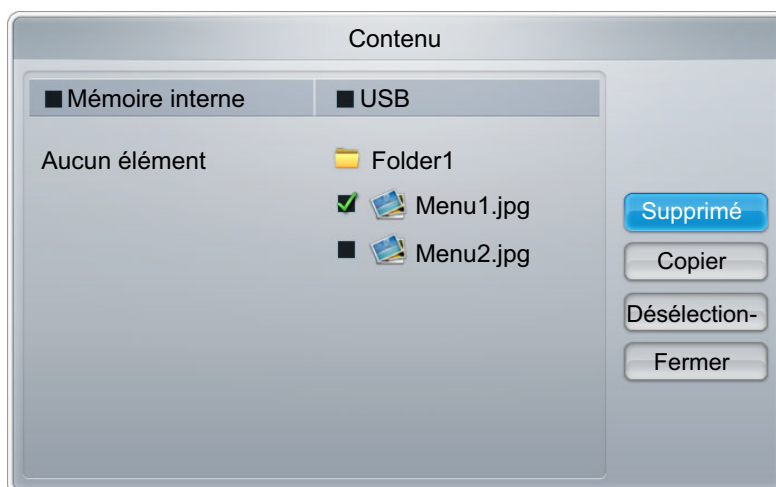 Contenu
Mémoire interne
USB
Aucun élément
Folder1
Menu1.jpg
Menu2.jpg
Supprimé
Copier
Désélection-
Fermer